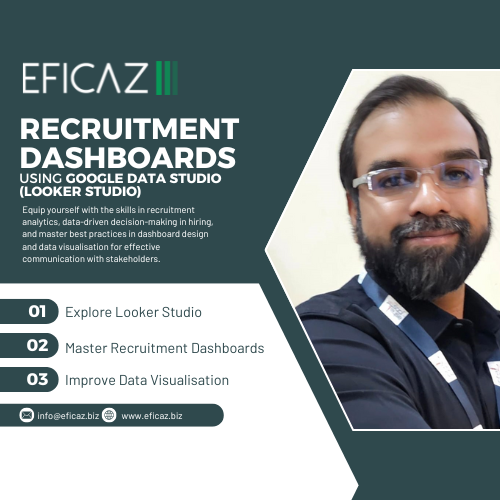 EFICAZ
RECRUITMENT
DASHBOARDS
USING GOOGLE DATA STUDIO
(LOOKER STUDIO)
Equip yourself with the skills in recruitment
analytics, data-driven decision-making in hiring,
and master best practices in dashboard design
and data visualisation for effective
communication with stakeholders.
01 Explore Looker Studio
02 Master Recruitment Dashboards
03 Improve Data Visualisation
info@eficaz.biz www.eficaz.biz